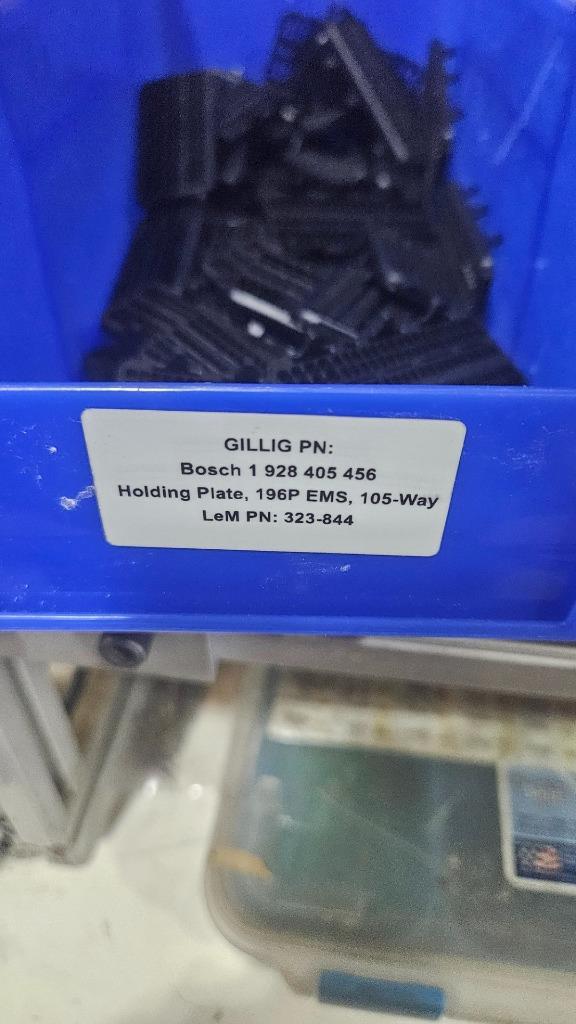 GILLIG PN:
Bosch 1 928 405 456
Holding Plate, 196P EMS, 105-Way
LeM PN: 323-844